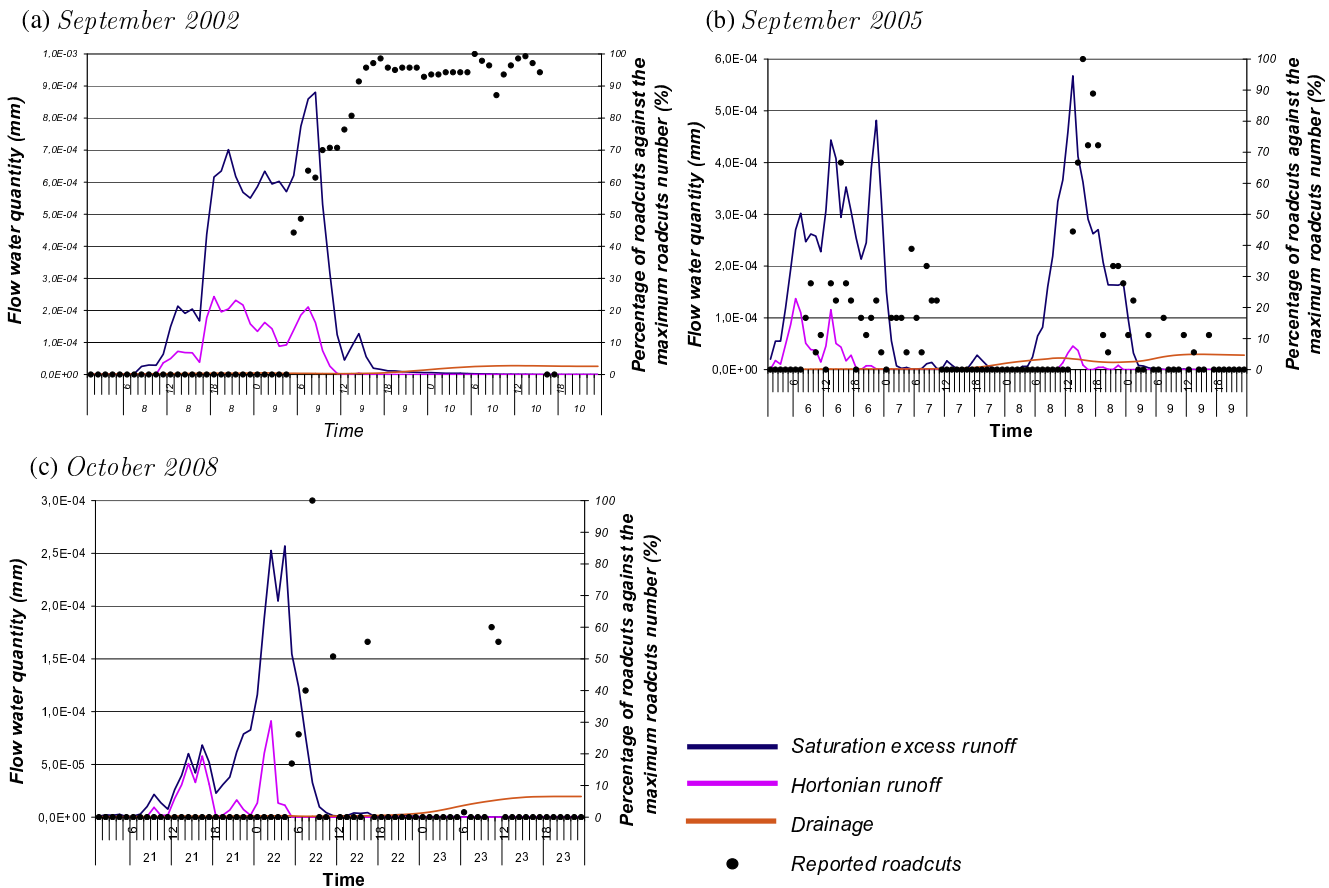 (a) September 2002
Flow water quantity (mm)
1,0E-03
9,0E-04
8,0E-04
7,0E-04
6,0E-04
5,0E-04
4,0E-04
3,0E-04
2,0E-04
1,0E-04
0,0E+00
100
90
80
70
60
50
40
30
20
10
0
Percentage of roadcuts against the
maximum roadcuts number (%)
6 12 18 0 6 12 18 0 6 12 18
8 8 8 9 9 9 10 10 10 10
Time
(b) September 2005
Flow water quantity (mm)
6,0E-04
5,0E-04
4,0E-04
3,0E-04
2,0E-04
1,0E-04
0,0E+00
100
90
80
70
60
50
40
30
20
10
0
Percentage of roadcuts against the
maximum roadcuts number (%)
6 12 18 0 6 12 18 0 6 12 18 0 6 12 18
6 6 6 7 7 7 7 8 8 8 8 9 9 9 9
Time
(c) October 2008
Flow water quantity (mm)
3,0E-04
2,5E-04
2,0E-04
1,5E-04
1,0E-04
5,0E-05
0,0E+00
100
90
80
70
60
50
40
30
20
10
0
Percentage of roadcuts against the
maximum roadcuts number (%)
6 12 18 0 6 12 18 0 6 12 18
21 21 21 22 22 22 22 23 23 23 23
Time
Saturation excess runoff
Hortonian runoff
Drainage
Reported roadcuts